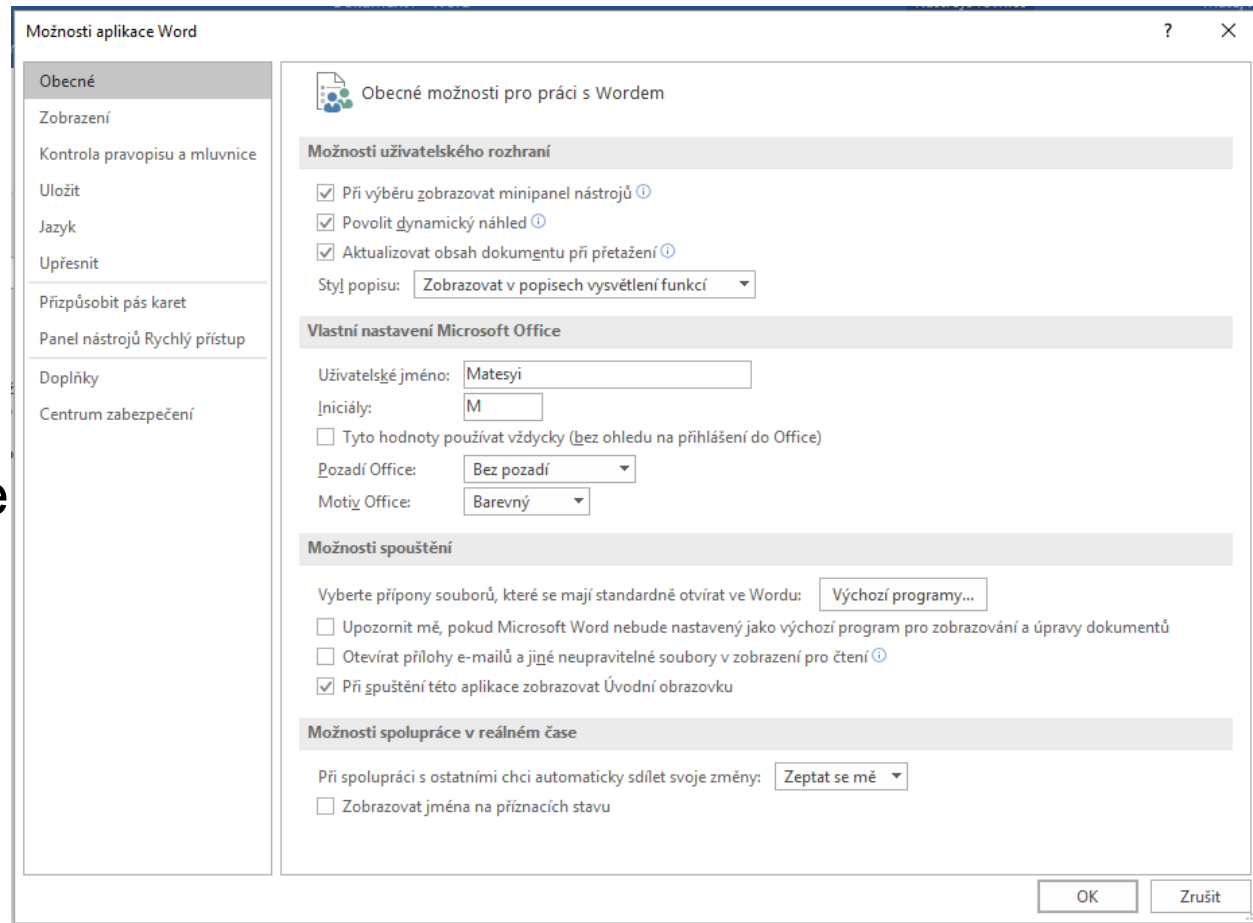 Možnosti aplikace Word
?
Obecné
Zobrazení
Kontrola pravopisu a mluvnice
Uložit
Jazyk
Upřesnit
Přizpůsobit pás karet
Panel nástrojů Rychlý přístup
Doplňky
Centrum zabezpečení
Obecné možnosti pro práci s Wordem
Možnosti uživatelského rozhraní
Při výběru zobrazovat minipanel nástrojů
Povolit dynamický náhled
Aktualizovat obsah dokumentu při přetažení
Styl popisu: Zobrazovat v popisech vysvětlení funkcí
Vlastní nastavení Microsoft Office
Uživatelské jméno: Matesyi
Iniciály: M
Tyto hodnoty používat vždycky (bez ohledu na přihlášení do Office)
Pozadí Office: Bez pozadí
Motiv Office: Barevný
Možnosti spouštění
Vyberte přípony souborů, které se mají standardně otvírat ve Wordu: Výchozí programy...
Upozornit mě, pokud Microsoft Word nebude nastavený jako výchozí program pro zobrazování a úpravy dokumentů
Otevírat přílohy e-mailů a jiné neupravitelné soubory v zobrazení pro čtení
Při spuštění této aplikace zobrazovat Úvodní obrazovku
Možnosti spolupráce v reálném čase
Při spolupráci s ostatními chci automaticky sdílet svoje změny: Zeptat se mě
Zobrazovat jména na příznacích stavu
OK Zrušit